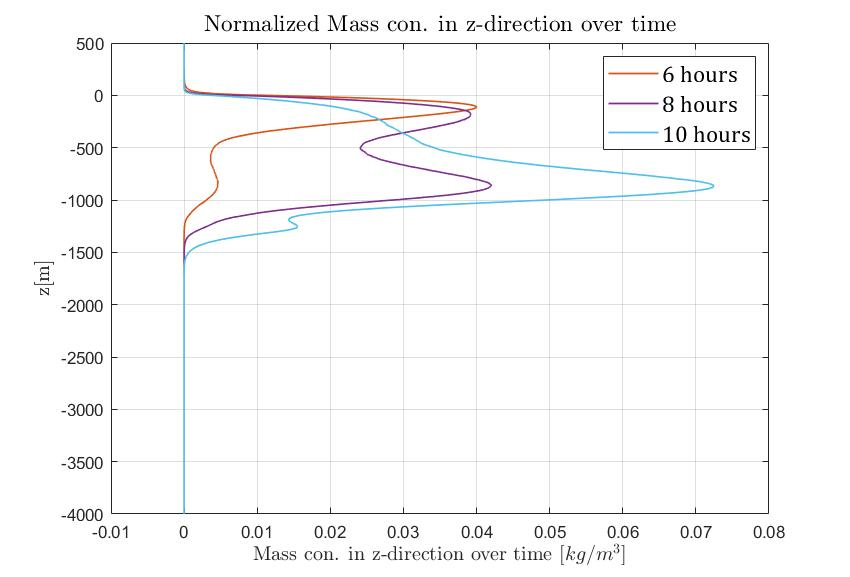 Normalized Mass con. in z-direction over time
500
0
-500
-1000
-1500
-2000
-2500
-3000
-3500
-4000
z[m]
6 hours
8 hours
10 hours
-0.01 0 0.01 0.02 0.03 0.04 0.05 0.06 0.07 0.08
Mass con. in z-direction over time [kg/m³]